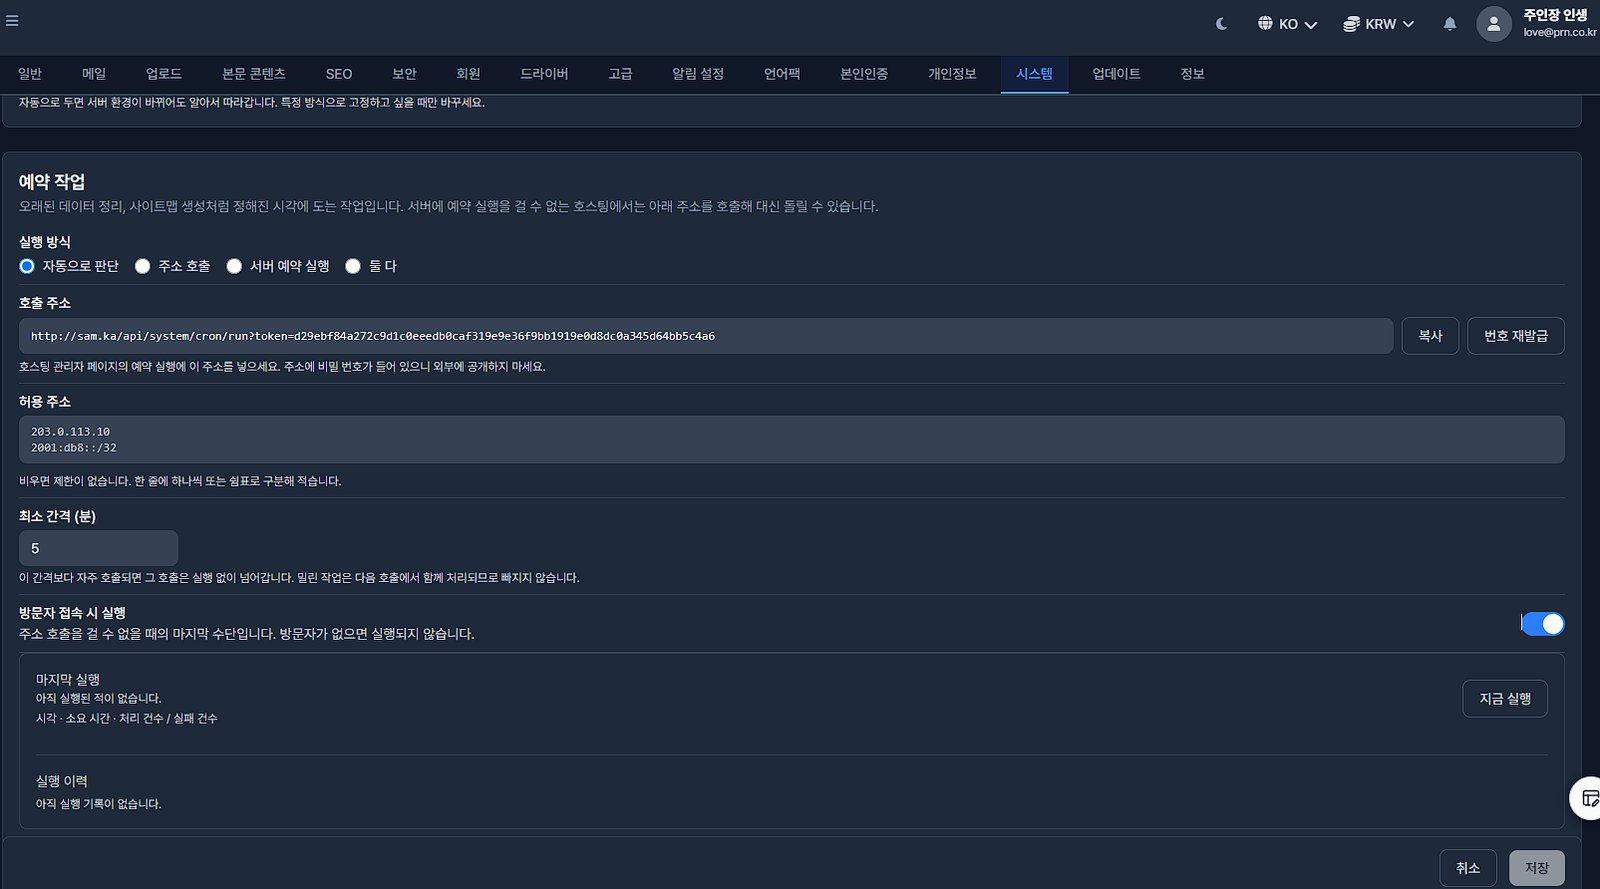 KO
KRW
주인장 인생
love@prn.co.kr
일반 메일 업로드 본문 콘텐츠 SEO 보안 회원 드라이버 고급 알림 설정 언어팩 본인인증 개인정보 시스템 업데이트 정보
자동으로 두면 서버 환경이 바뀌어도 알아서 따라갑니다. 특정 방식으로 고정하고 싶을 때만 바꾸세요.
예약 작업
오래된 데이터 정리, 사이트맵 생성처럼 정해진 시각에 도는 작업입니다. 서버에 예약 실행을 걸 수 없는 호스팅에서는 아래 주소를 호출해 대신 돌릴 수 있습니다.
실행 방식
자동으로 판단 주소 호출 서버 예약 실행 둘 다
호출 주소
http://sam.ka/api/system/cron/run?token=d29ebf84a272c9d1c0eeedb0caf319e9e36f9bb1919e0d8dc0a345d64bb5c4a6
복사
번호 재발급
호스팅 관리자 페이지의 예약 실행에 이 주소를 넣으세요. 주소에 비밀 번호가 들어 있으니 외부에 공개하지 마세요.
허용 주소
203.0.113.10
2001:db8::/32
비우면 제한이 없습니다. 한 줄에 하나씩 또는 쉼표로 구분해 적습니다.
최소 간격 (분)
5
이 간격보다 자주 호출되면 그 호출은 실행 없이 넘어갑니다. 밀린 작업은 다음 호출에서 함께 처리되므로 빠지지 않습니다.
방문자 접속 시 실행
주소 호출을 걸 수 없을 때의 마지막 수단입니다. 방문자가 없으면 실행되지 않습니다.
마지막 실행
아직 실행된 적이 없습니다.
시각 · 소요 시간 · 처리 건수 / 실패 건수
지금 실행
실행 이력
아직 실행 기록이 없습니다.
취소
저장